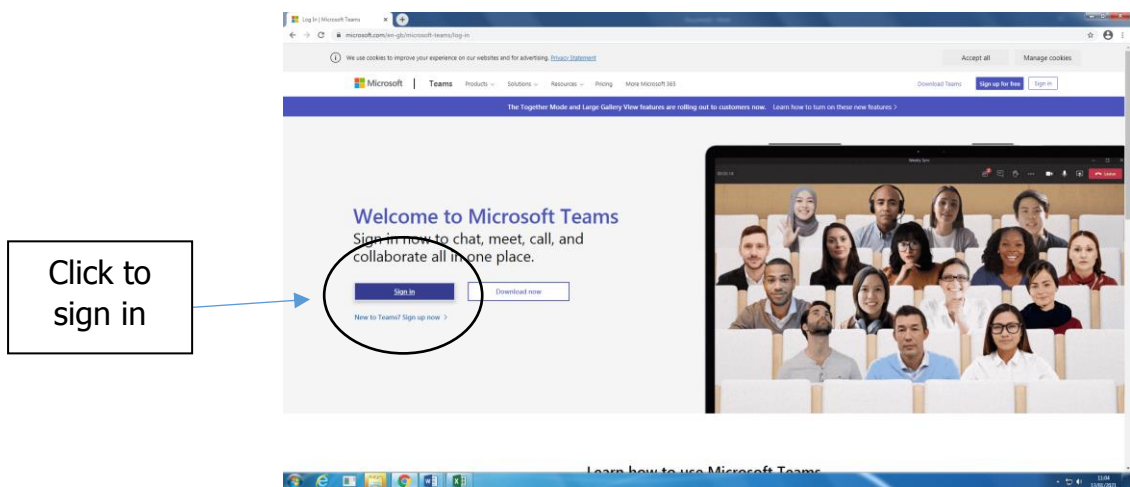 Log In | Microsoft Teams
microsoft.com/en-gb/microsoft-teams/log-in
We use cookies to improve your experience on our websites and for advertising. Privacy Statement
Accept all
Manage cookies
Microsoft | Teams Products Solutions Resources Pricing More Microsoft 365 Download Teams Sign up for free Sign in
The Together Mode and Large Gallery View features are rolling out to customers now. Learn how to turn on these new features >
Weekly Sync
Leave
Welcome to Microsoft Teams
Sign in now to chat, meet, call, and
collaborate all in one place.
Click to
sign in
Sign in
Download now
New to Teams? Sign up now >
Learn how to use Microsoft Teams
11:04